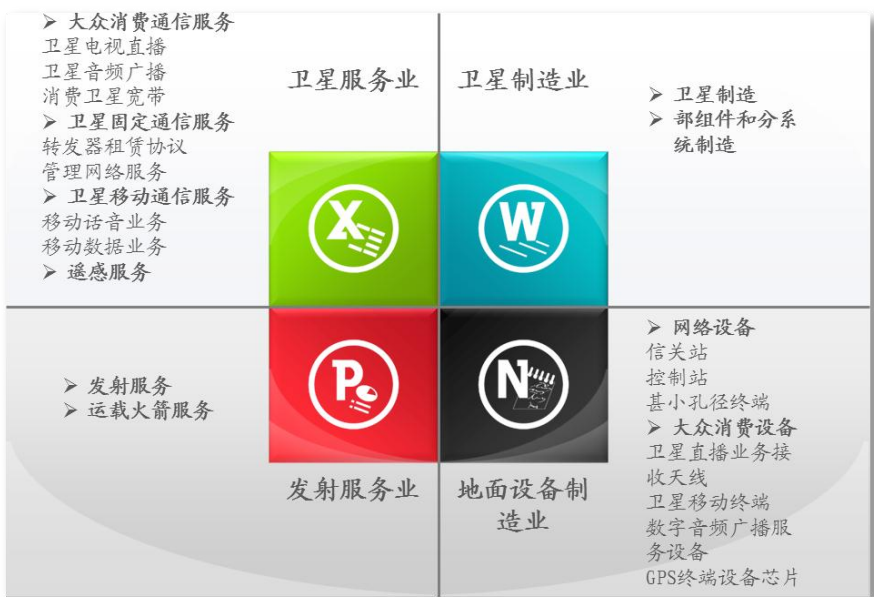 ➢ 大众消费通信服务
卫星电视直播
卫星音频广播
消费卫星宽带
➢ 卫星固定通信服务
转发器租赁协议
管理网络服务
➢ 卫星移动通信服务
移动话音业务
移动数据业务
➢ 遥感服务
卫星服务业
卫星制造业
➢ 卫星制造
➢ 部组件和分系
统制造
X
W
P
N
➢ 发射服务
➢ 运载火箭服务
发射服务业
地面设备制
造业
➢ 网络设备
信关站
控制站
甚小孔径终端
➢ 大众消费设备
卫星直播业务接
收天线
卫星移动终端
数字音频广播服
务设备
GPS终端设备芯片